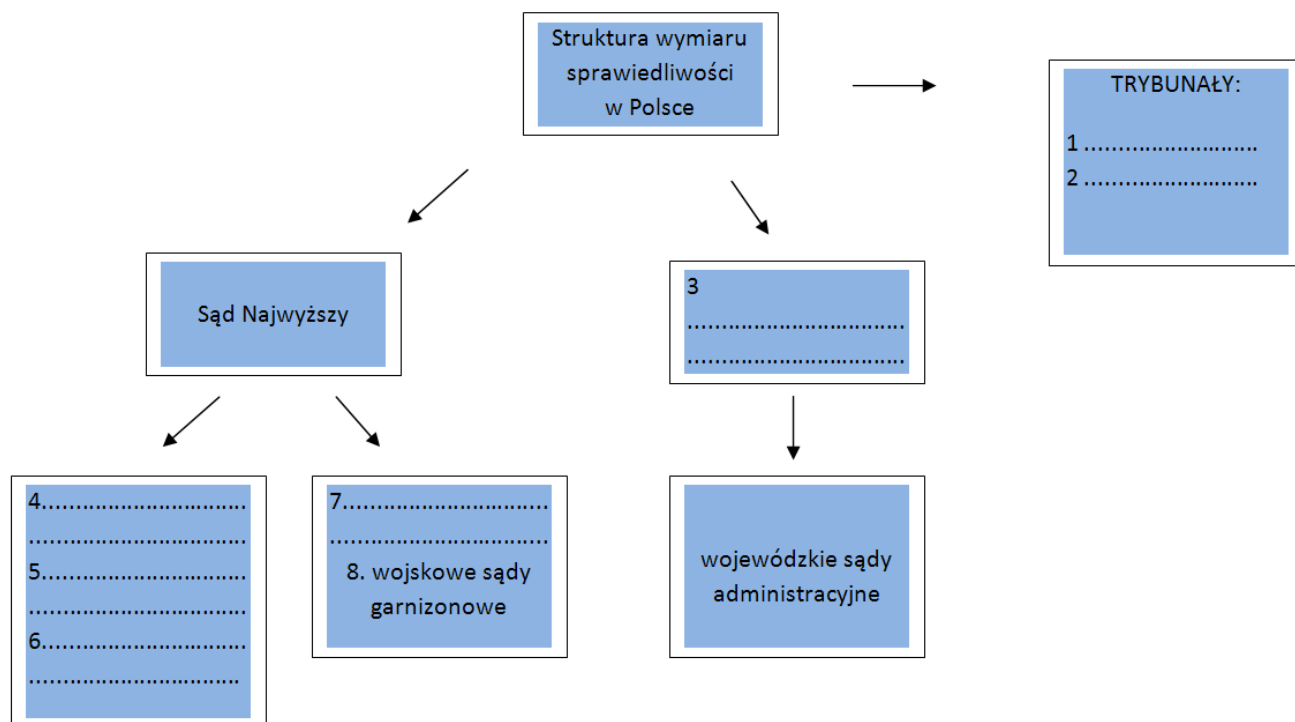 Struktura wymiaru
sprawiedliwości
w Polsce
TRYBUNAŁY:
1 ..............................
2 ..............................
Sąd Najwyższy
3
......................................
......................................
4...................................
......................................
5...................................
......................................
6...................................
.....................................
7...................................
......................................
8. wojskowe sądy
garnizonowe
wojewódzkie sądy
administracyjne